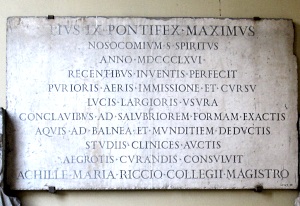 PIVS IX PONTIFEX MAXIMVS
NOSOCOMIVM S SPIRITVS
ANNO MDCCCLXVI
RECENTIBVS INVENTIS PERFECIT
PVRIORIS AERIS IMMISSIONE ET CVRSV
LVCIS LARGIORIS VSVRA
CONCLAVIBVS AD SALVBRIOREM FORMAM EXACTIS
AQVIS AD BALNEA ET MVNDITIEM DEDVCTIS
STVDIIS CLINICES AVCTIS
AEGROTIS CVRANDIS CONSVLVIT
ACHILLE MARIA RICCIO COLLEGII MAGISTRO